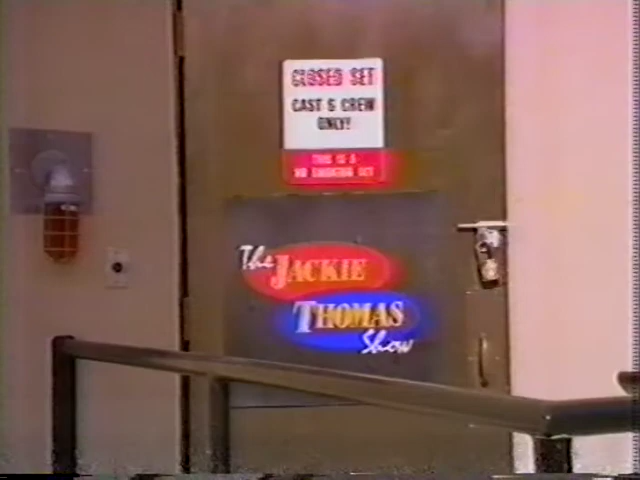 CLOSED SET
CAST & CREW
ONLY!
THIS IS A
NO SMOKING SET
The
JACKIE
THOMAS
Show